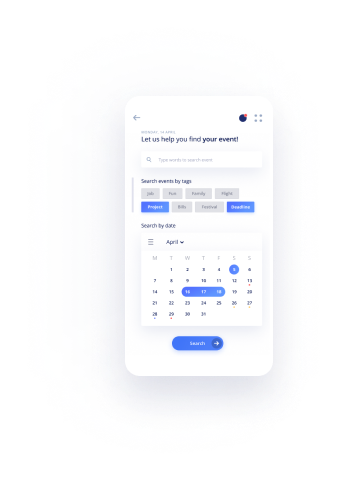 Let us help you find your event!
Type words to search event
Search events by tags
Job Fun Family Flight
Project Bills Festival Deadline
Search by date
April
M T W T F S S
1 2 3 4 5 6
7 8 9 10 11 12 13
14 15 16 17 18 19 20
21 22 23 24 25 26 27
28 29 30 31
Search